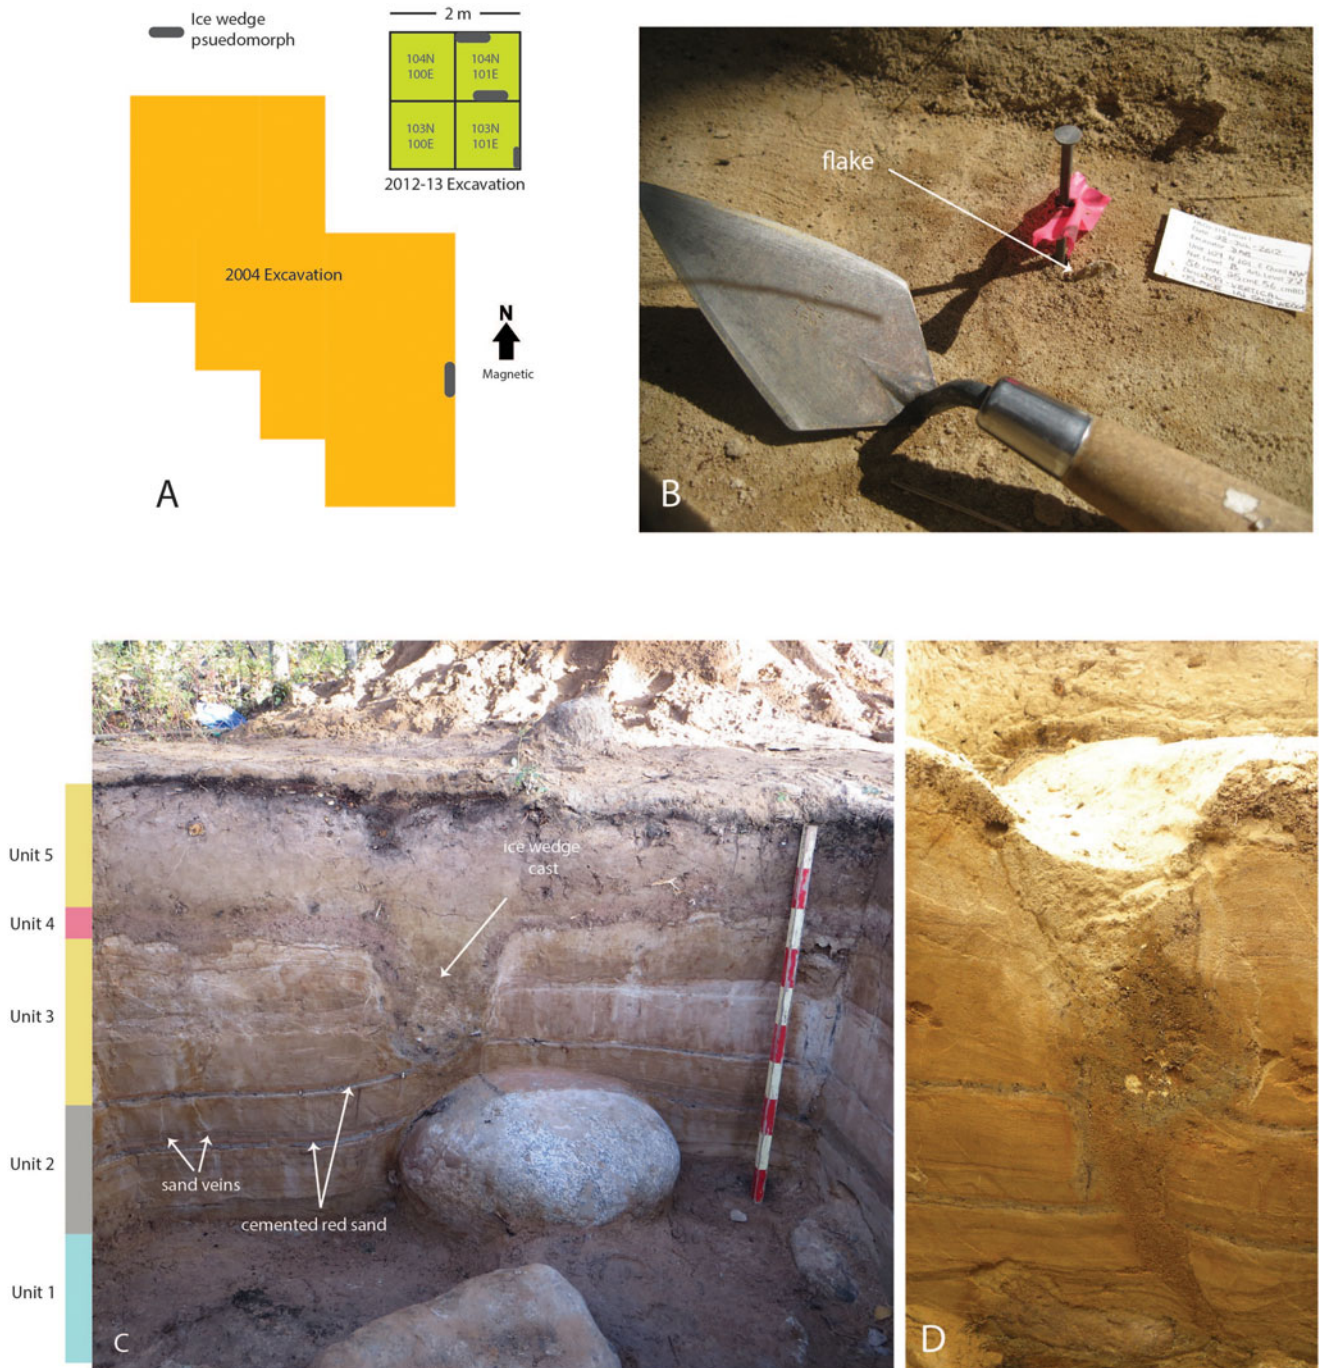 Ice wedge
psuedomorph
2 m
104N
100E
104N
101E
103N
100E
103N
101E
2012-13 Excavation
2004 Excavation
N
Magnetic
A
flake
B
Unit 5
Unit 4
Unit 3
Unit 2
Unit 1
ice wedge
cast
sand veins
cemented red sand
C
D